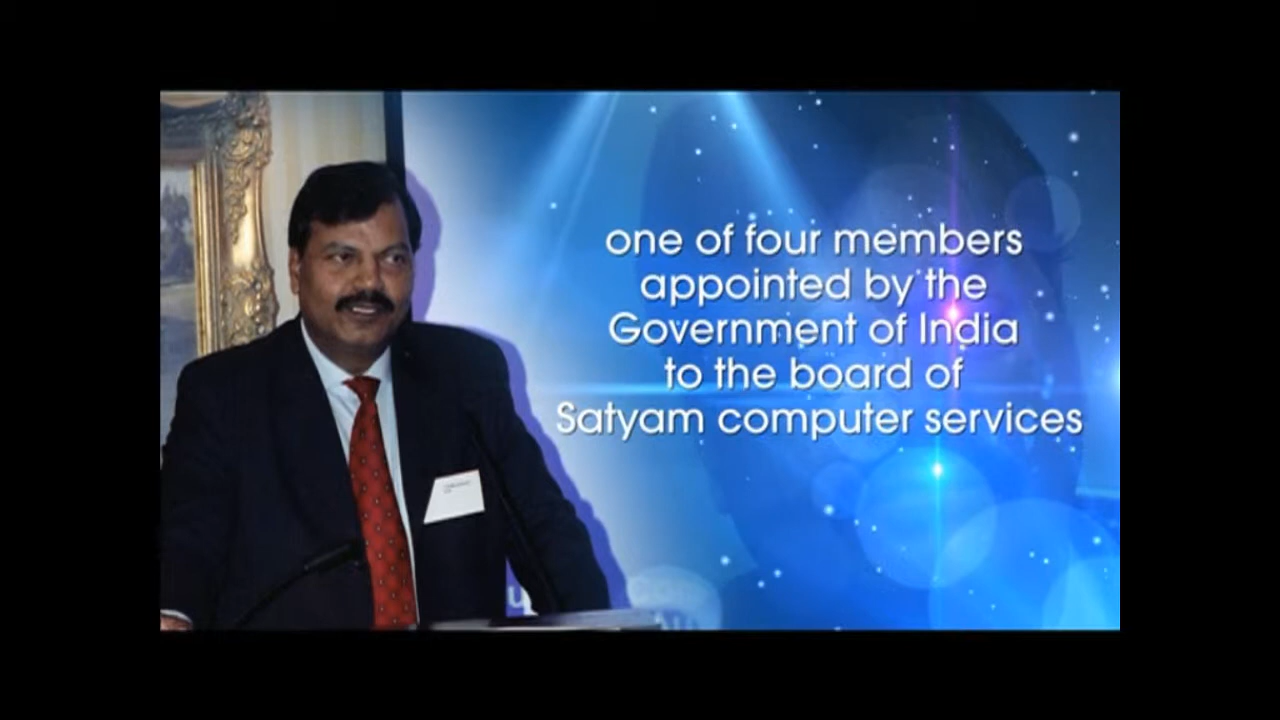 one of four members
appointed by the
Government of India
to the board of
Satyam computer services